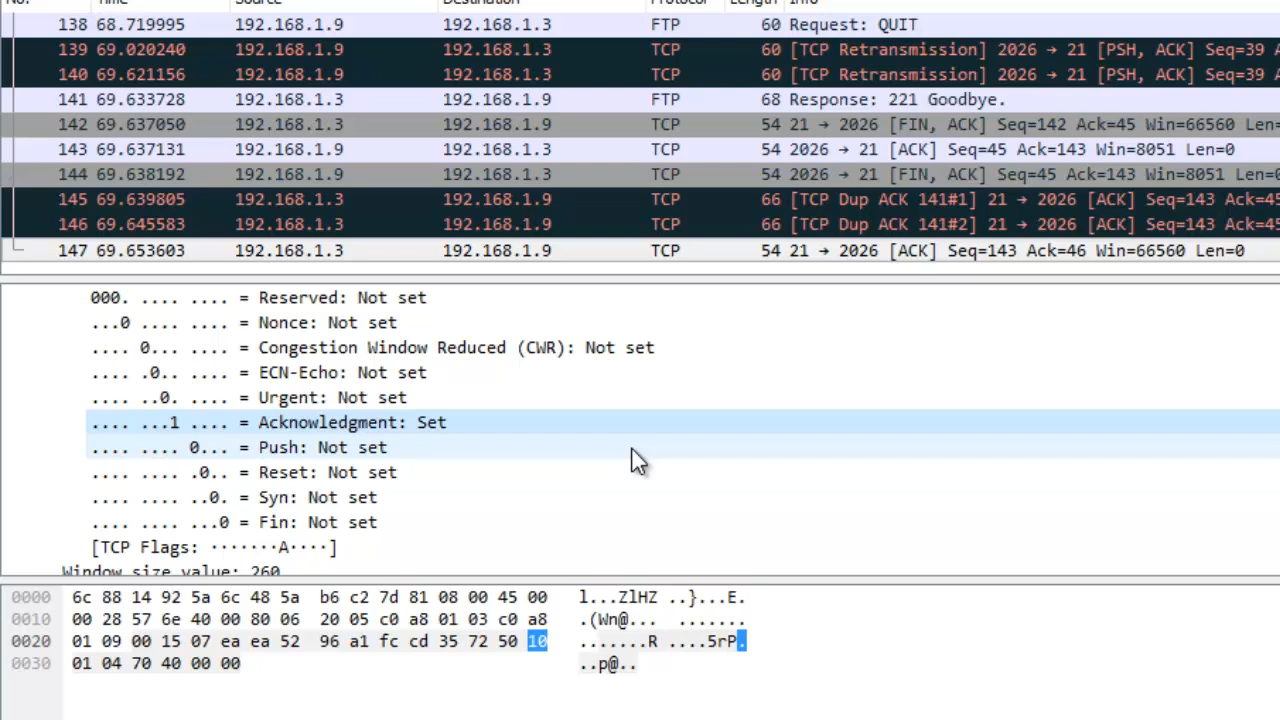 No. Time Source Destination Protocol Length Info
138 68.719995 192.168.1.9 192.168.1.3 FTP 60 Request: QUIT
139 69.020240 192.168.1.9 192.168.1.3 TCP 60 [TCP Retransmission] 2026 → 21 [PSH, ACK] Seq=39 A
140 69.621156 192.168.1.9 192.168.1.3 TCP 60 [TCP Retransmission] 2026 → 21 [PSH, ACK] Seq=39 A
141 69.633728 192.168.1.3 192.168.1.9 FTP 68 Response: 221 Goodbye.
142 69.637050 192.168.1.3 192.168.1.9 TCP 54 21 → 2026 [FIN, ACK] Seq=142 Ack=45 Win=66560 Len=
143 69.637131 192.168.1.9 192.168.1.3 TCP 54 2026 → 21 [ACK] Seq=45 Ack=143 Win=8051 Len=0
144 69.638192 192.168.1.9 192.168.1.3 TCP 54 2026 → 21 [FIN, ACK] Seq=45 Ack=143 Win=8051 Len=0
145 69.639805 192.168.1.3 192.168.1.9 TCP 66 [TCP Dup ACK 141#1] 21 → 2026 [ACK] Seq=143 Ack=45
146 69.645583 192.168.1.3 192.168.1.9 TCP 66 [TCP Dup ACK 141#2] 21 → 2026 [ACK] Seq=143 Ack=45
147 69.653603 192.168.1.3 192.168.1.9 TCP 54 21 → 2026 [ACK] Seq=143 Ack=46 Win=66560 Len=0
000. .... .... = Reserved: Not set
...0 .... .... = Nonce: Not set
.... 0... .... = Congestion Window Reduced (CWR): Not set
.... .0.. .... = ECN-Echo: Not set
.... ..0. .... = Urgent: Not set
.... ...1 .... = Acknowledgment: Set
.... .... 0... = Push: Not set
.... .... .0.. = Reset: Not set
.... .... ..0. = Syn: Not set
.... .... ...0 = Fin: Not set
[TCP Flags: ·······A····]
Window size value: 260
0000 6c 88 14 92 5a 6c 48 5a b6 c2 7d 81 08 00 45 00 l...ZlHZ ..}...E.
0010 00 28 57 6e 40 00 80 06 20 05 c0 a8 01 03 c0 a8 .(Wn@... .......
0020 01 09 00 15 07 ea ea 52 96 a1 fc cd 35 72 50 10 .......R ....5rP.
0030 01 04 70 40 00 00 ..p@..